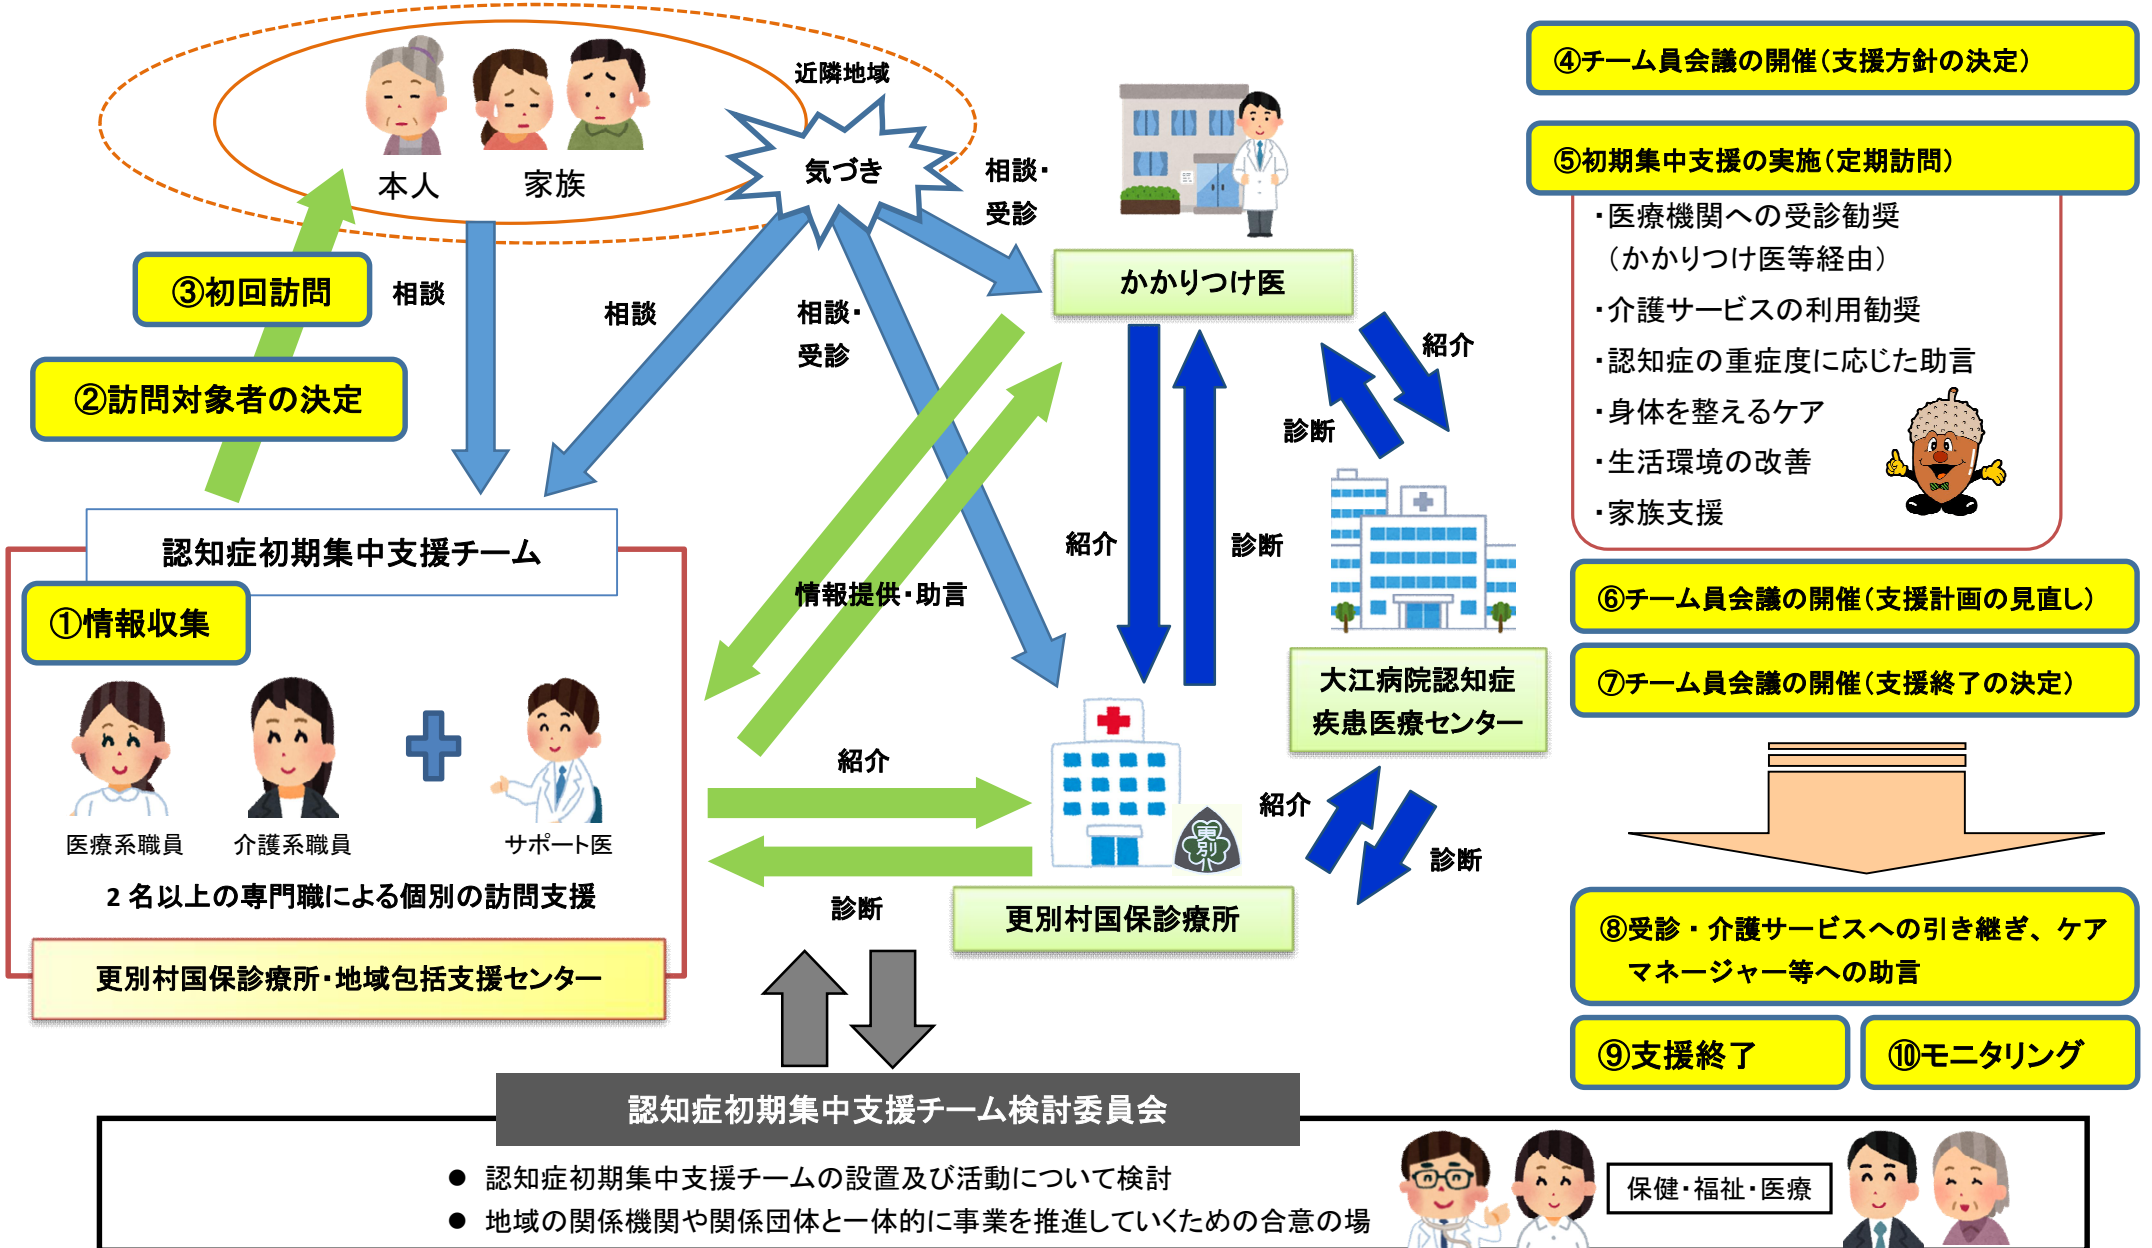 近隣地域
本人
家族
気づき
相談・
受診
③初回訪問
相談
相談
相談・
受診
②訪問対象者の決定
かかりつけ医
紹介
診断
紹介
診断
情報提供・助言
認知症初期集中支援チーム
①情報収集
医療系職員
介護系職員
サポート医
2 名以上の専門職による個別の訪問支援
更別村国保診療所・地域包括支援センター
紹介
診断
更別
更別村国保診療所
大江病院認知症
疾患医療センター
紹介
診断
④チーム員会議の開催(支援方針の決定)
⑤初期集中支援の実施(定期訪問)
・医療機関への受診勧奨
(かかりつけ医等経由)
・介護サービスの利用勧奨
・認知症の重症度に応じた助言
・身体を整えるケア
・生活環境の改善
・家族支援
⑥チーム員会議の開催(支援計画の見直し)
⑦チーム員会議の開催(支援終了の決定)
⑧受診・介護サービスへの引き継ぎ、ケア
マネージャー等への助言
⑨支援終了
⑩モニタリング
認知症初期集中支援チーム検討委員会
● 認知症初期集中支援チームの設置及び活動について検討
● 地域の関係機関や関係団体と一体的に事業を推進していくための合意の場
保健・福祉・医療